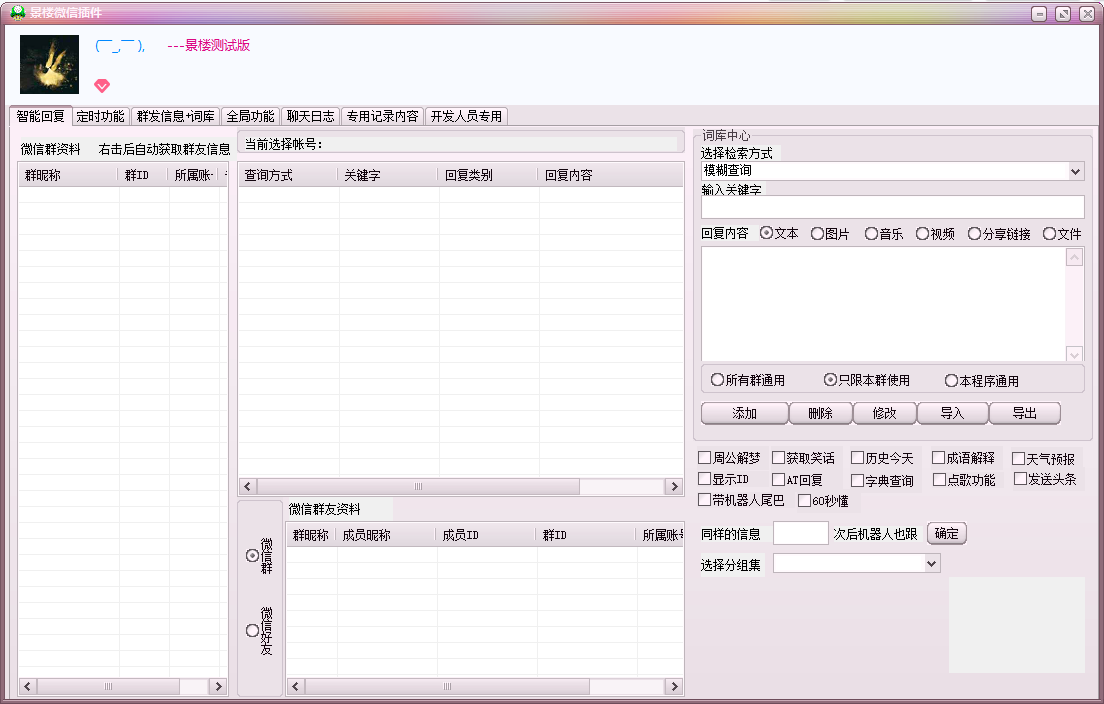 景楼微信插件
(￣_,￣ ), ---景楼测试版
智能回复 定时功能 群发信息+词库 全局功能 聊天日志 专用记录内容 开发人员专用
微信群资料 右击后自动获取群友信息
群昵称 群ID 所属账
当前选择帐号：
查询方式 关键字 回复类别 回复内容
微信群
微信好友
微信群友资料
群昵称 成员昵称 成员ID 群ID 所属账号
词库中心
选择检索方式
模糊查询
输入关键字
回复内容 文本 图片 音乐 视频 分享链接 文件
所有群通用 只限本群使用 本程序通用
添加 删除 修改 导入 导出
周公解梦 获取笑话 历史今天 成语解释 天气预报
显示ID AT回复 字典查询 点歌功能 发送头条
带机器人尾巴 60秒懂
同样的信息 次后机器人也跟 确定
选择分组集